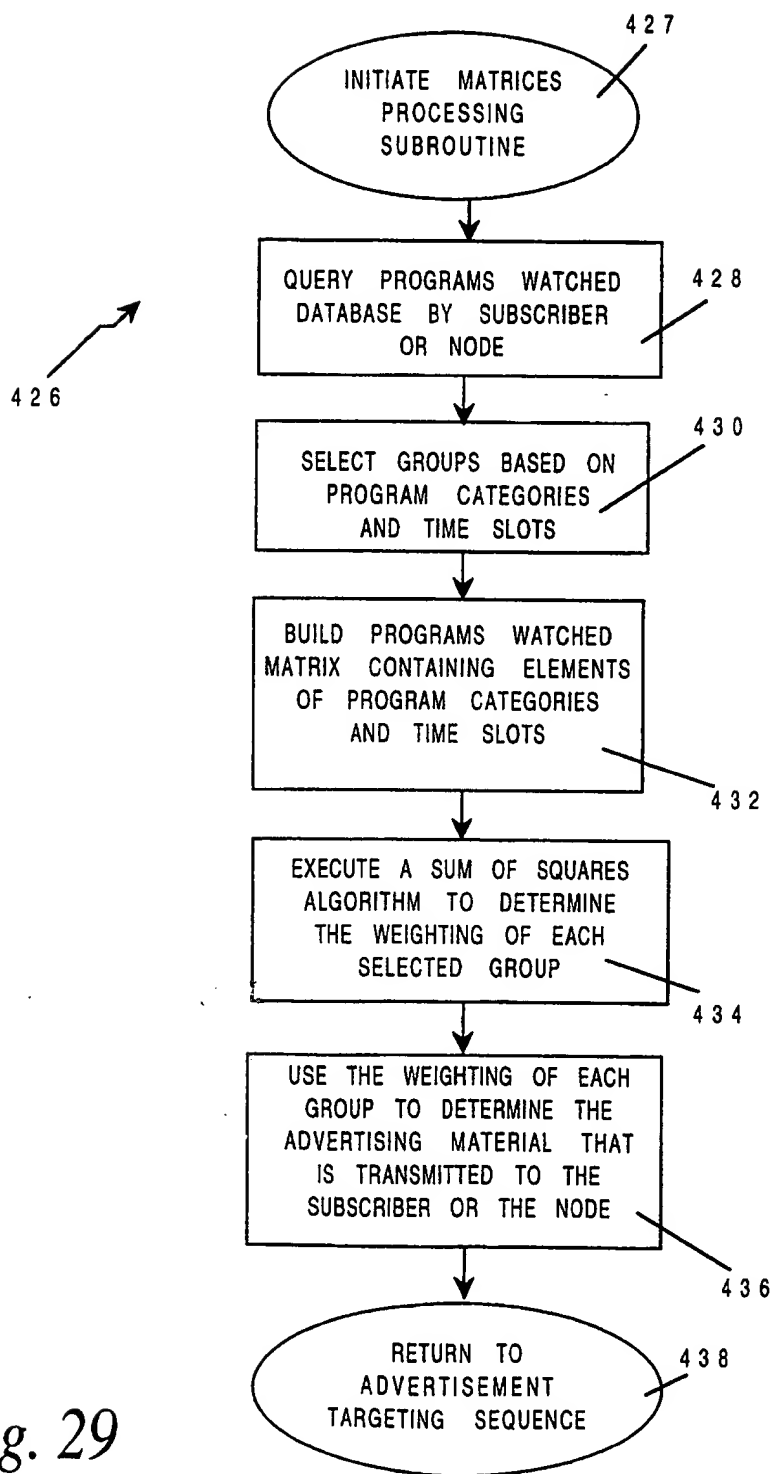 427
INITIATE MATRICES
PROCESSING
SUBROUTINE
QUERY PROGRAMS WATCHED
DATABASE BY SUBSCRIBER
OR NODE
428
426
430
SELECT GROUPS BASED ON
PROGRAM CATEGORIES
AND TIME SLOTS
BUILD PROGRAMS WATCHED
MATRIX CONTAINING ELEMENTS
OF PROGRAM CATEGORIES
AND TIME SLOTS
432
EXECUTE A SUM OF SQUARES
ALGORITHM TO DETERMINE
THE WEIGHTING OF EACH
SELECTED GROUP
434
USE THE WEIGHTING OF EACH
GROUP TO DETERMINE THE
ADVERTISING MATERIAL THAT
IS TRANSMITTED TO THE
SUBSCRIBER OR THE NODE
436
RETURN TO
ADVERTISEMENT
TARGETING SEQUENCE
438
g. 29